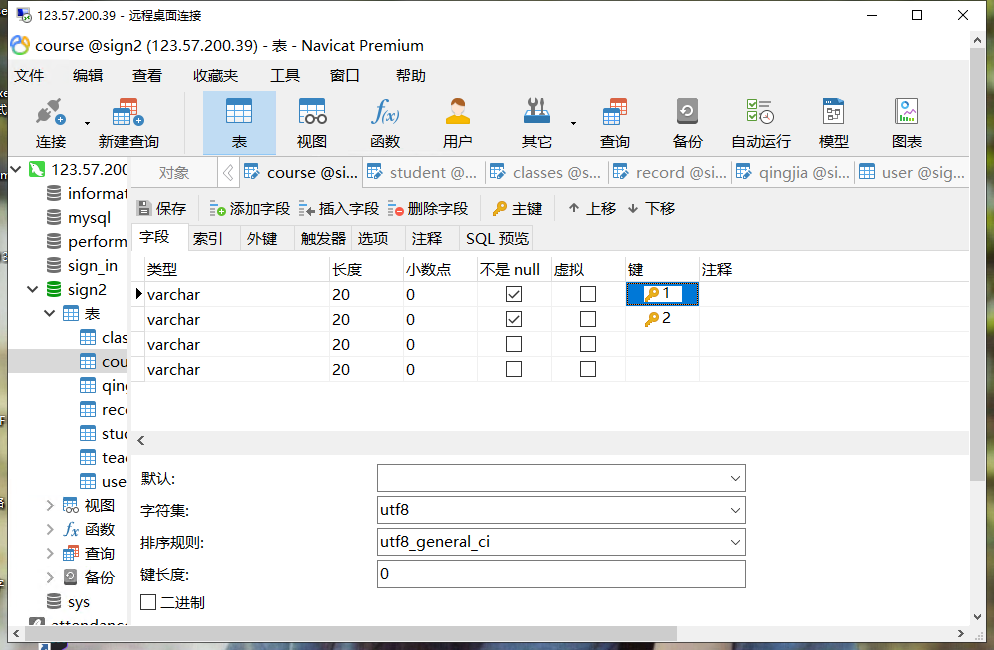 123.57.200.39 - 远程桌面连接
course @sign2 (123.57.200.39) - 表 - Navicat Premium
文件 编辑 查看 收藏夹 工具 窗口 帮助
连接 新建查询 表 视图 函数 用户 其它 查询 备份 自动运行 模型 图表
123.57.200
informat
mysql
perform
sign_in
sign2
表
clas
cou
qing
reco
stud
teac
use
视图
函数
查询
备份
sys
对象 course @si... student @... classes @s... record @si... qingjia @si... user @sig...
保存 添加字段 插入字段 删除字段 主键 上移 下移
字段 索引 外键 触发器 选项 注释 SQL 预览
类型 长度 小数点 不是 null 虚拟 键 注释
varchar 20 0 1
varchar 20 0 2
varchar 20 0
varchar 20 0
默认:
字符集: utf8
排序规则: utf8_general_ci
键长度: 0
二进制